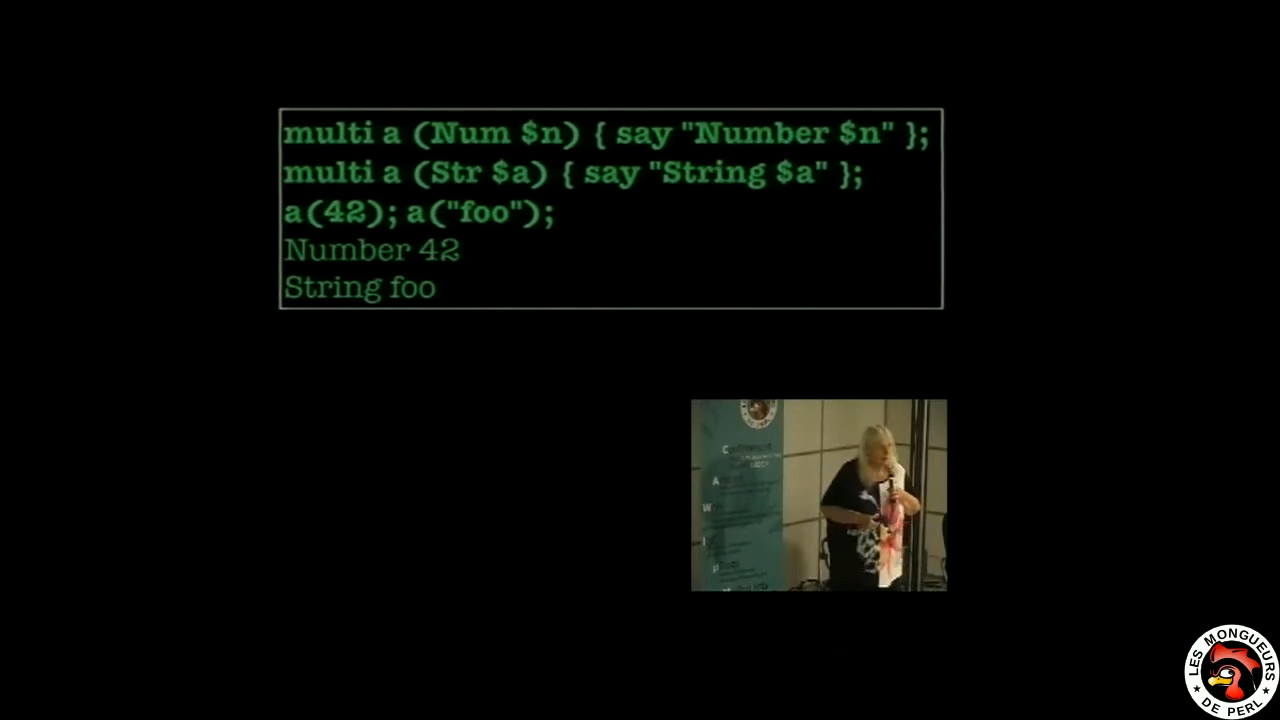 multi a (Num $n) { say "Number $n" };
multi a (Str $a) { say "String $a" };
a(42); a("foo");
Number 42
String foo
LES MONGUEURS
DE PERL